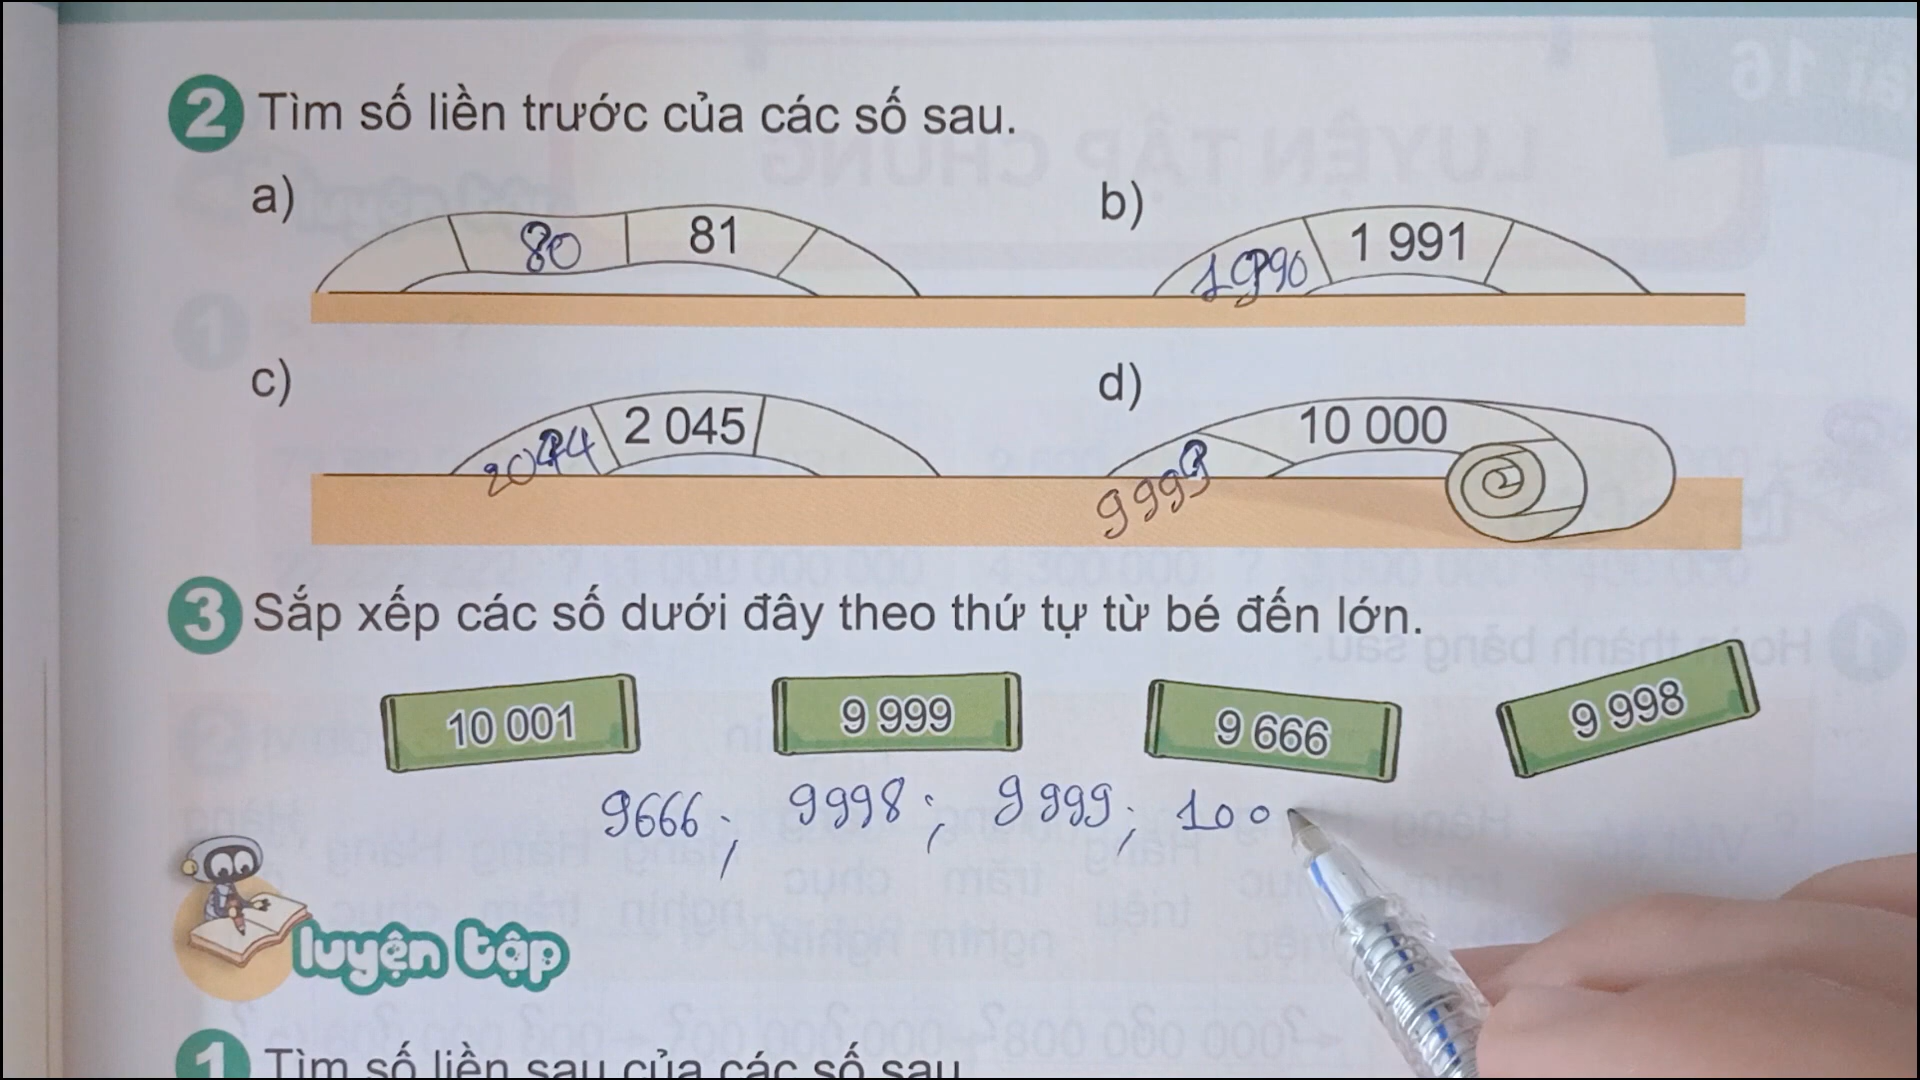 2 Tìm số liền trước của các số sau.
a) 80 81
b) 1990 1 991
c) 2044 2 045
d) 9999 10 000
3 Sắp xếp các số dưới đây theo thứ tự từ bé đến lớn.
10 001 9 999 9 666 9 998
9666; 9998; 9999; 100
luyện tập
1 Tìm số liền sau của các số sau